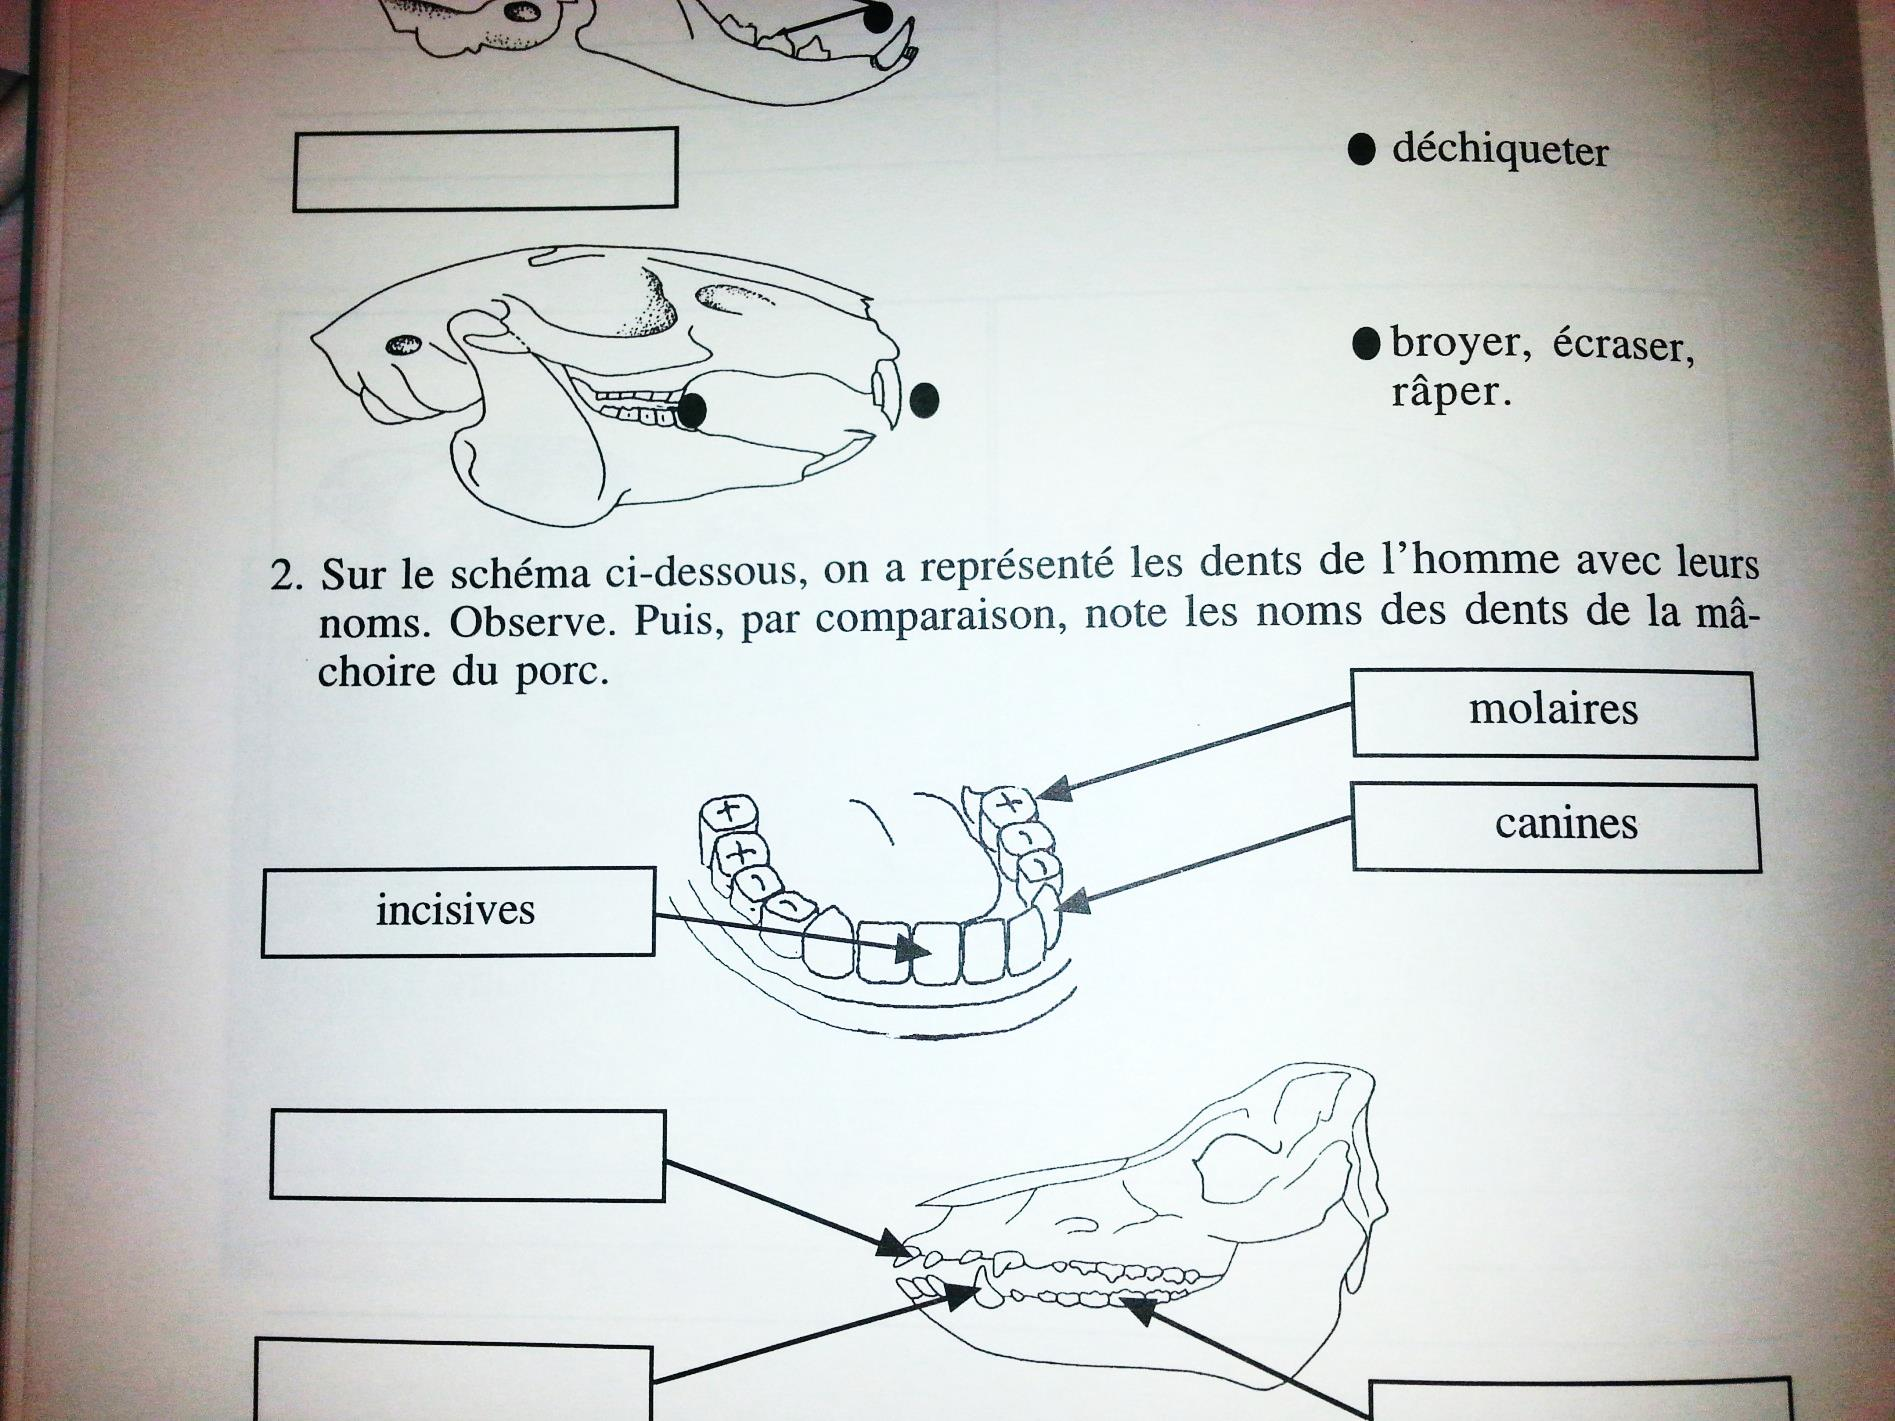 déchiqueter
broyer, écraser,
râper.
2. Sur le schéma ci-dessous, on a représenté les dents de l'homme avec leurs
noms. Observe. Puis, par comparaison, note les noms des dents de la mâ-
choire du porc.
molaires
canines
incisives